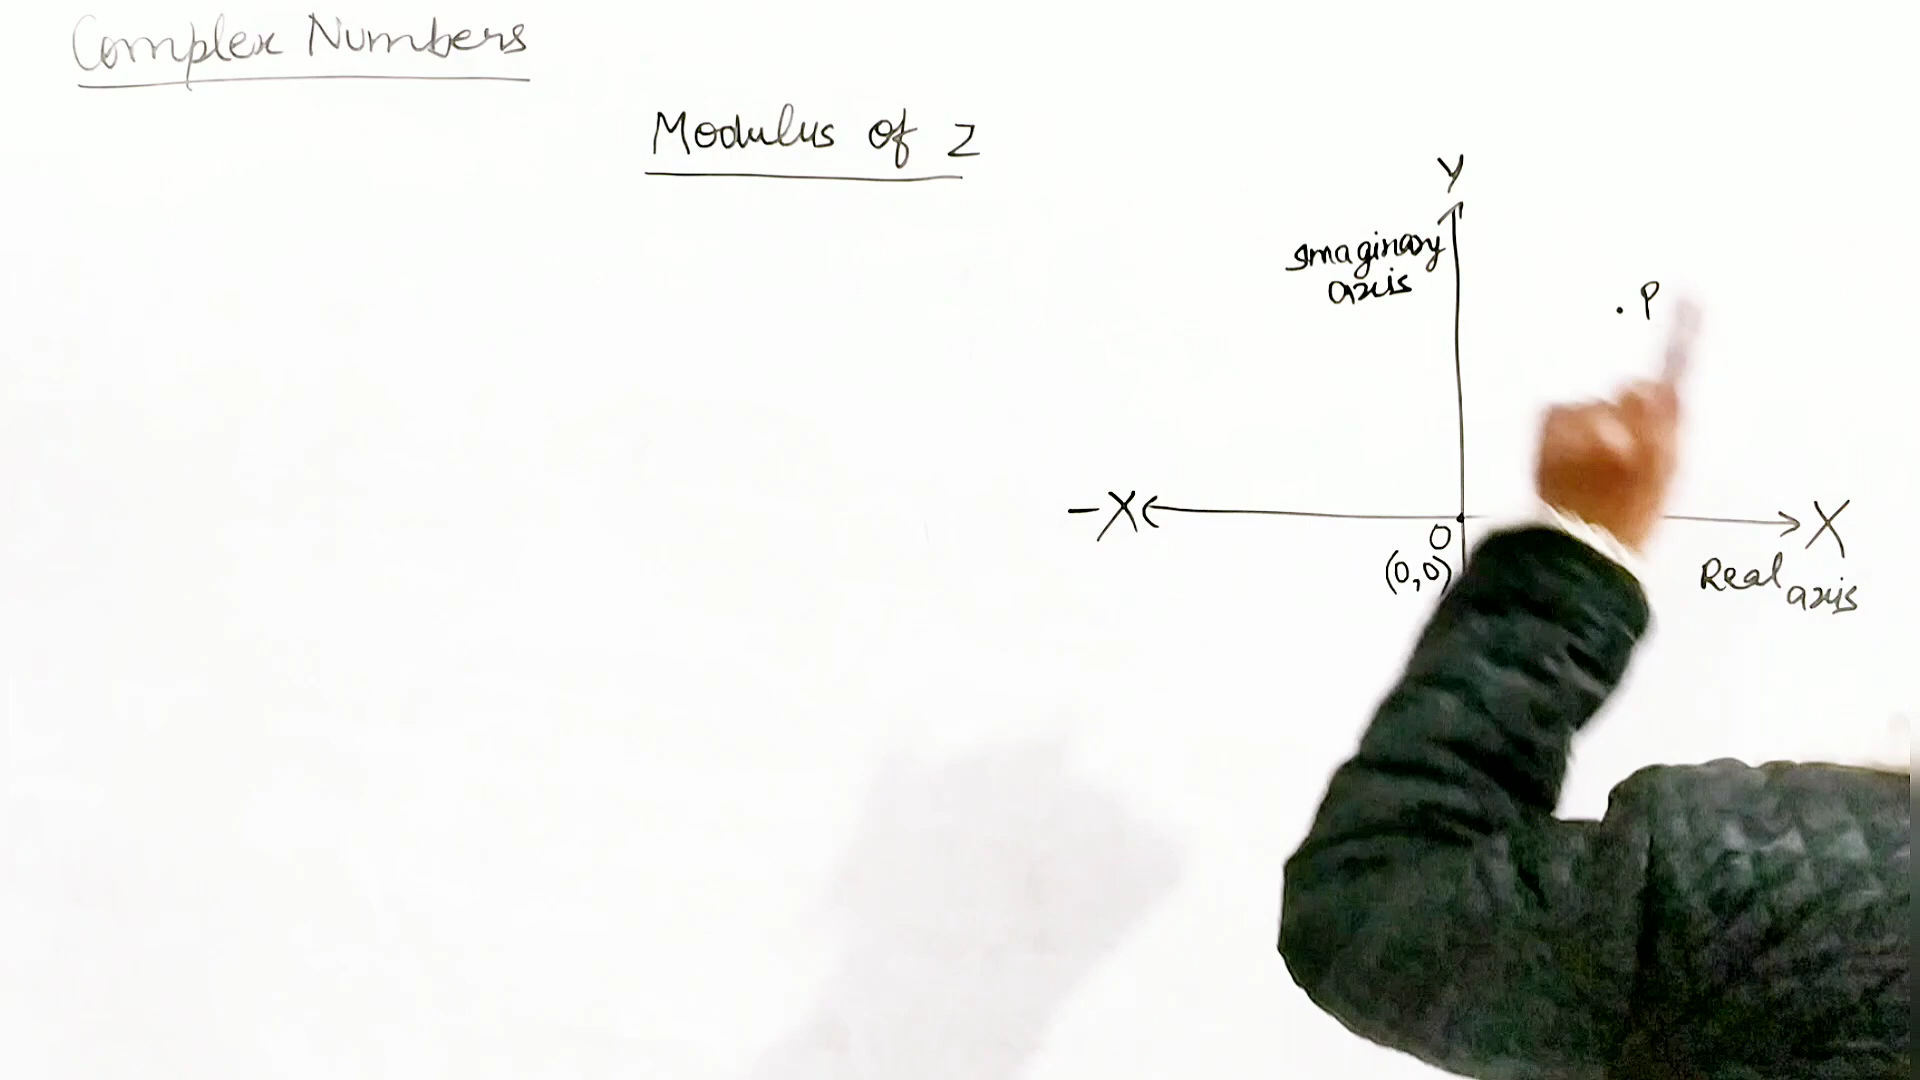 Complex Numbers
Modulus of z
Y
Imaginary
axis
. P
-X
X
O
(0,0)
Real axis